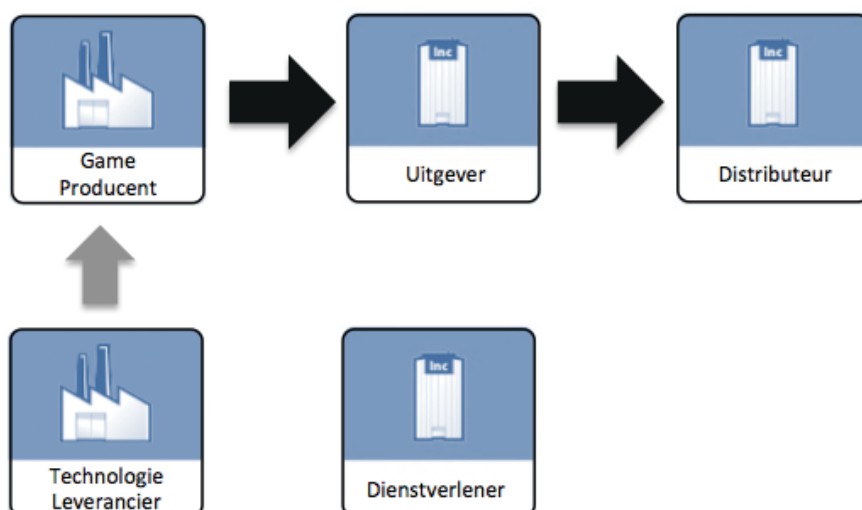 Inc
Inc
Game
Producent
Uitgever
Distributeur
Inc
Technologie
Leverancier
Dienstverlener